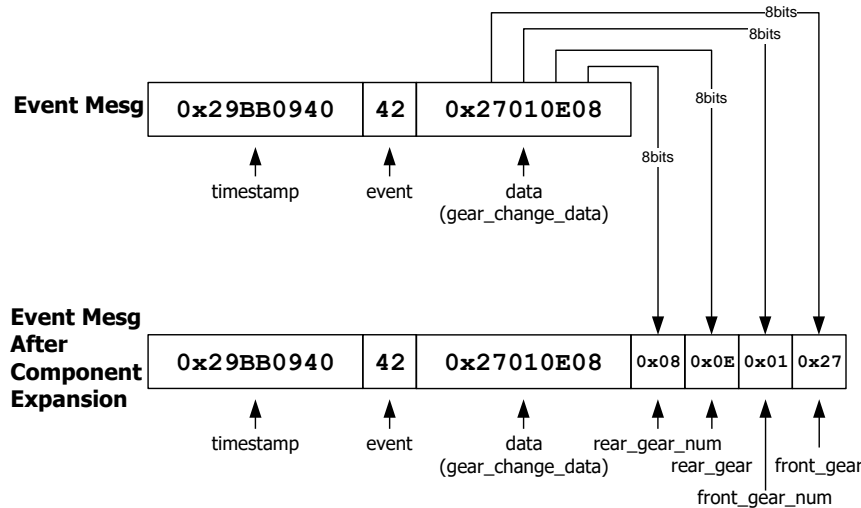 8bits
8bits
8bits
8bits
Event Mesg 0x29BB0940 42 0x27010E08
timestamp event data
(gear_change_data)
Event Mesg
After
Component
Expansion
0x29BB0940 42 0x27010E08 0x08 0x0E 0x01 0x27
timestamp event data rear_gear_num
(gear_change_data) rear_gear front_gear
front_gear_num